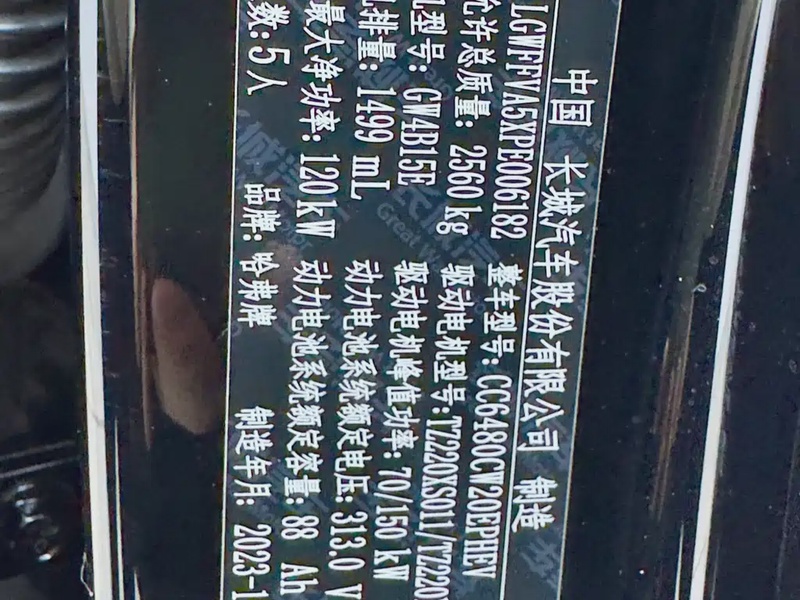 中国 长城汽车股份有限公司 制造
LGWFFVA5XPE006182 整车型号:CC6480CW20EPHEV
允许总质量: 2560 kg 驱动电机型号:TZ220XS011/TZ220
机型号: GW4B15E 驱动电机峰值功率: 70/150 kW
排量: 1499 mL 动力电池系统额定电压: 313.0 V
最大净功率: 120 kW 动力电池系统额定容量: 88 Ah
数: 5 人 品牌: 哈弗牌 制造年月: 2023-1